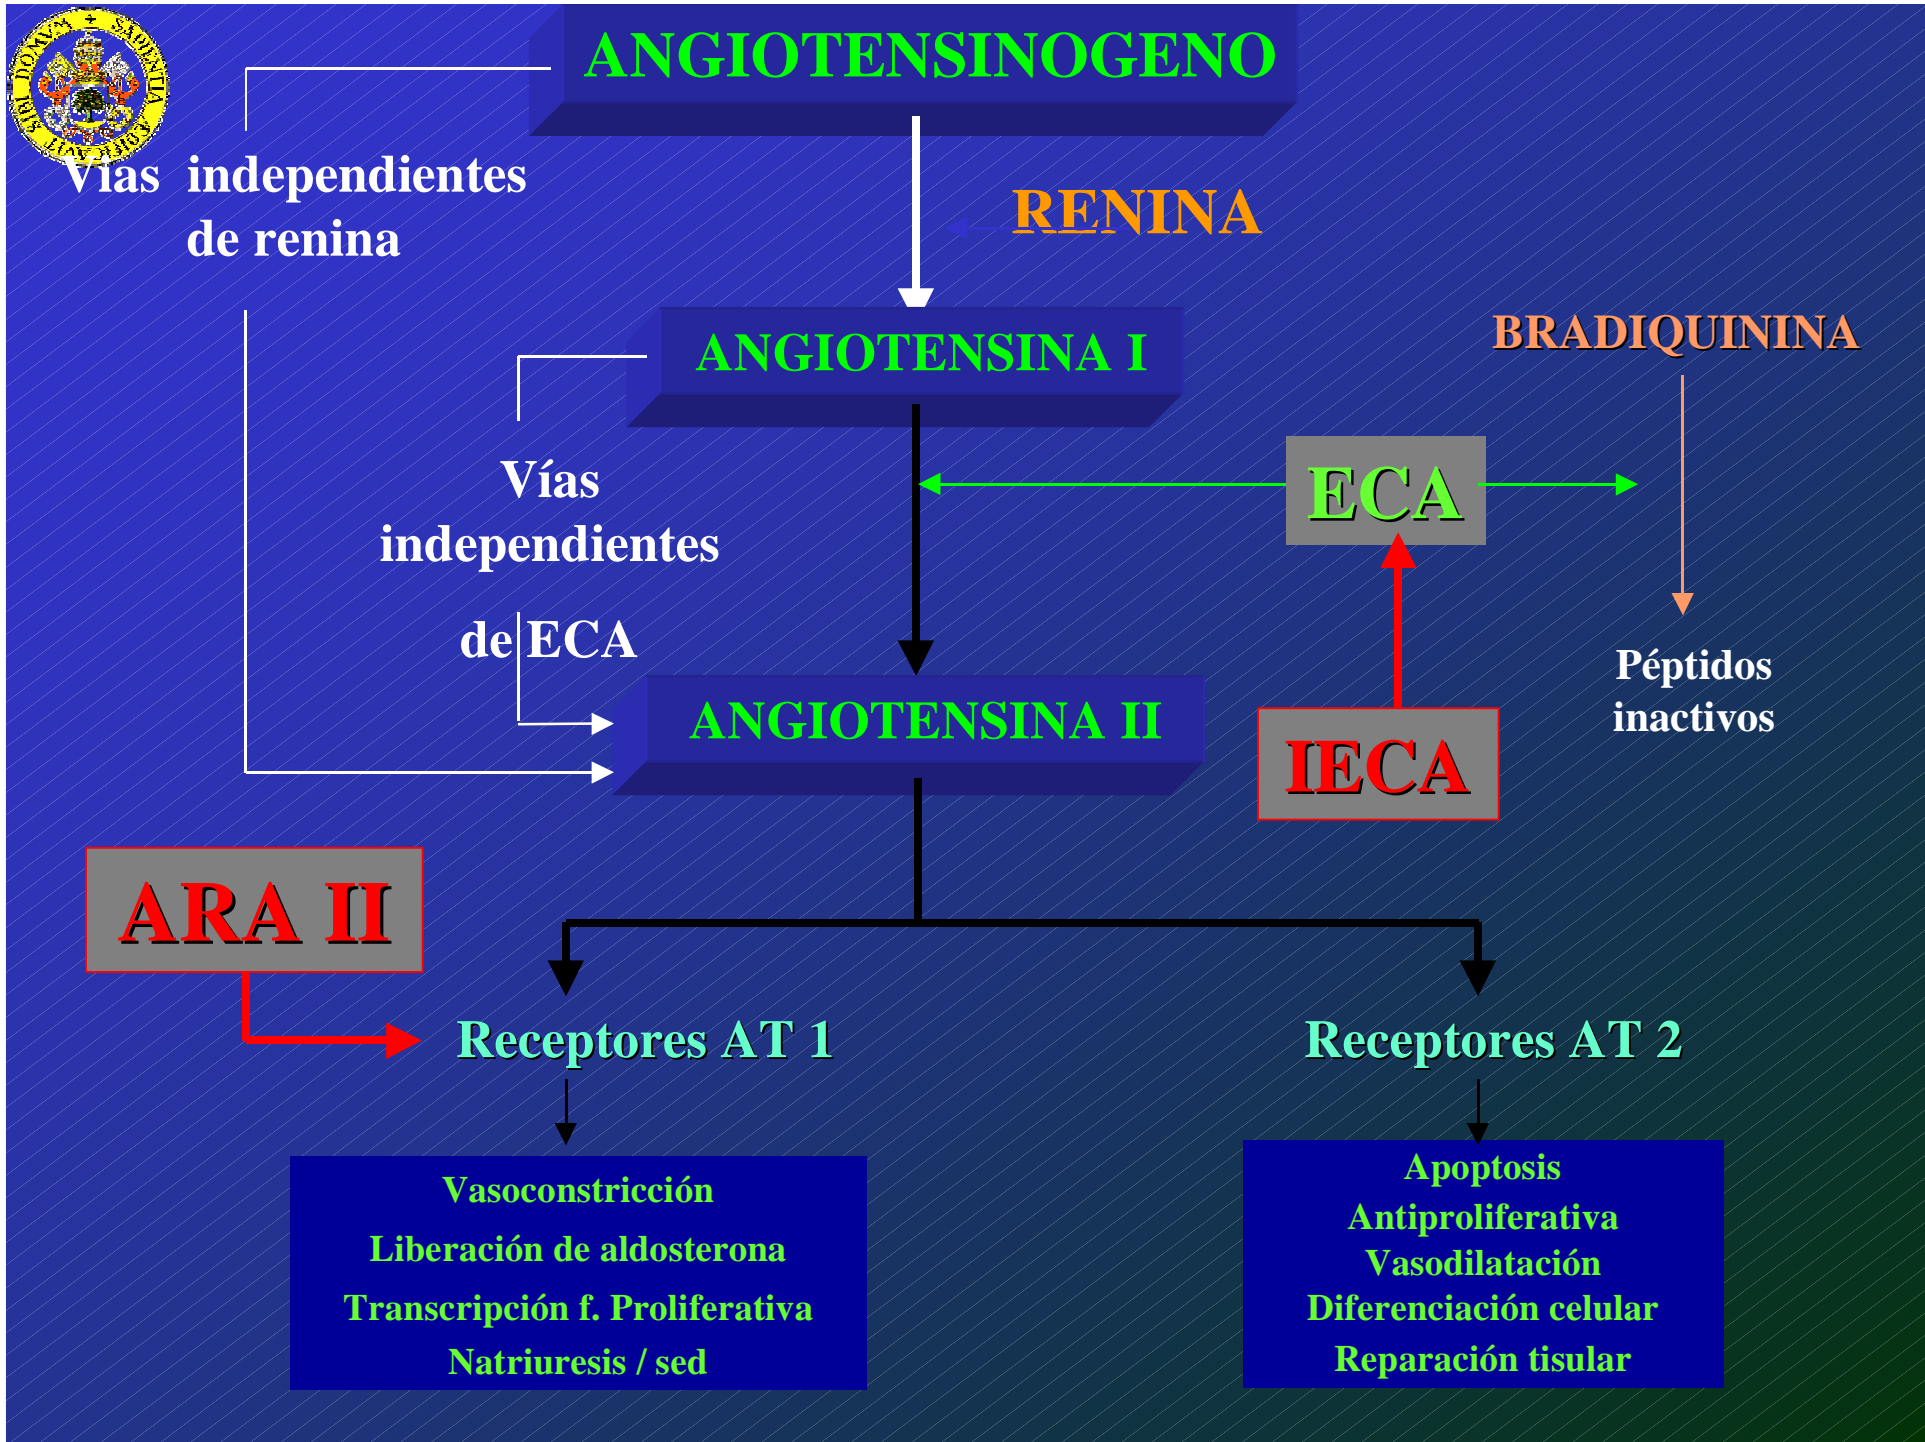 ANGIOTENSINOGENO
Vias independientes
de renina
RENINA
ANGIOTENSINA I
BRADIQUININA
Vías
independientes
de ECA
ECA
Péptidos
inactivos
ANGIOTENSINA II
IECA
ARA II
Receptores AT 1
Receptores AT 2
Vasoconstricción
Liberación de aldosterona
Transcripción f. Proliferativa
Natriuresis / sed
Apoptosis
Antiproliferativa
Vasodilatación
Diferenciación celular
Reparación tisular